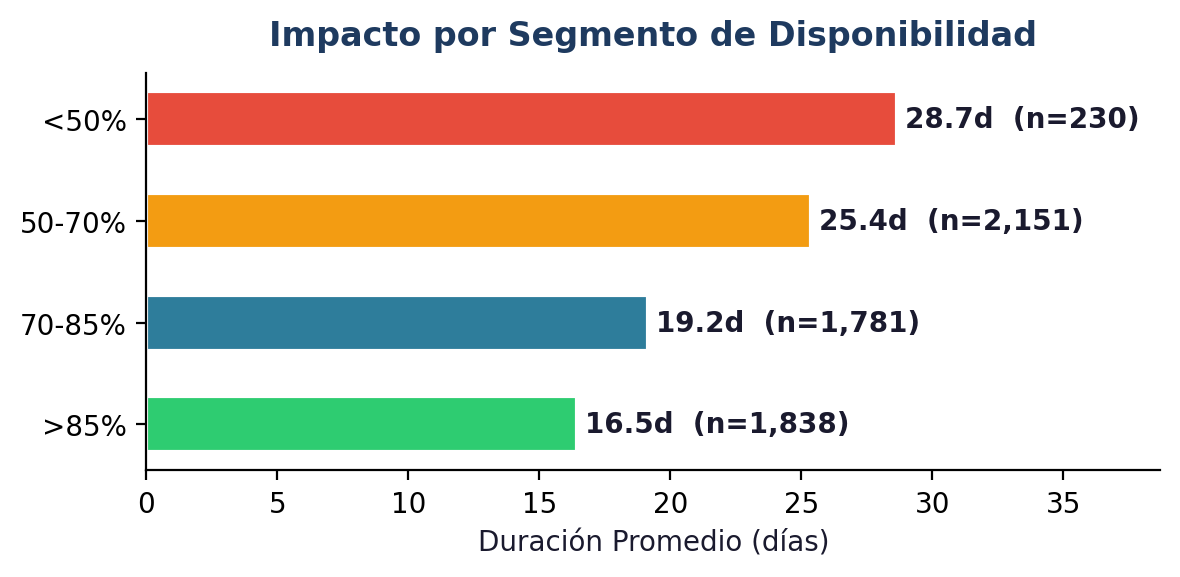 Impacto por Segmento de Disponibilidad
<50% 28.7d (n=230)
50-70% 25.4d (n=2,151)
70-85% 19.2d (n=1,781)
>85% 16.5d (n=1,838)
0 5 10 15 20 25 30 35
Duración Promedio (días)